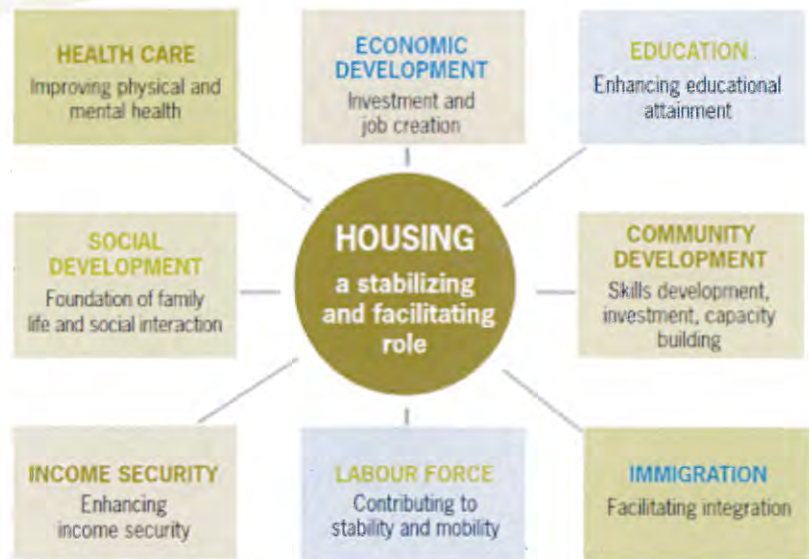 HEALTH CARE
Improving physical and
mental health
ECONOMIC
DEVELOPMENT
Investment and
job creation
EDUCATION
Enhancing educational
attainment
SOCIAL
DEVELOPMENT
Foundation of family
life and social interaction
HOUSING
a stabilizing
and facilitating
role
COMMUNITY
DEVELOPMENT
Skills development,
investment, capacity
building
INCOME SECURITY
Enhancing
income security
LABOUR FORCE
Contributing to
stability and mobility
IMMIGRATION
Facilitating integration